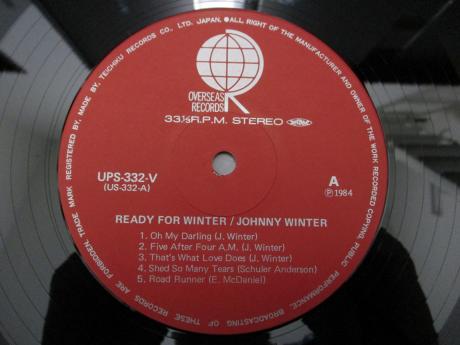 TRADE MARK REGISTERED BY, MADE BY, TEICHIKU RECORDS CO., LTD. JAPAN. ●ALL RIGHT OF THE MANUFACTURER AND OWNER OF THE WORK RECORDED COPYING PUBLIC PERFORMANCE, BROADCASTING OF THESE RECORDS ARE FORBIDDEN.
OVERSEAS
RECORDS
33⅓R.P.M. STEREO
UPS-332-V
(US-332-A)
A
Ⓟ1984
READY FOR WINTER / JOHNNY WINTER
1. Oh My Darling (J. Winter)
2. Five After Four A.M. (J. Winter)
3. That's What Love Does (J. Winter)
4. Shed So Many Tears (Schuler Anderson)
5. Road Runner (E. McDaniel)